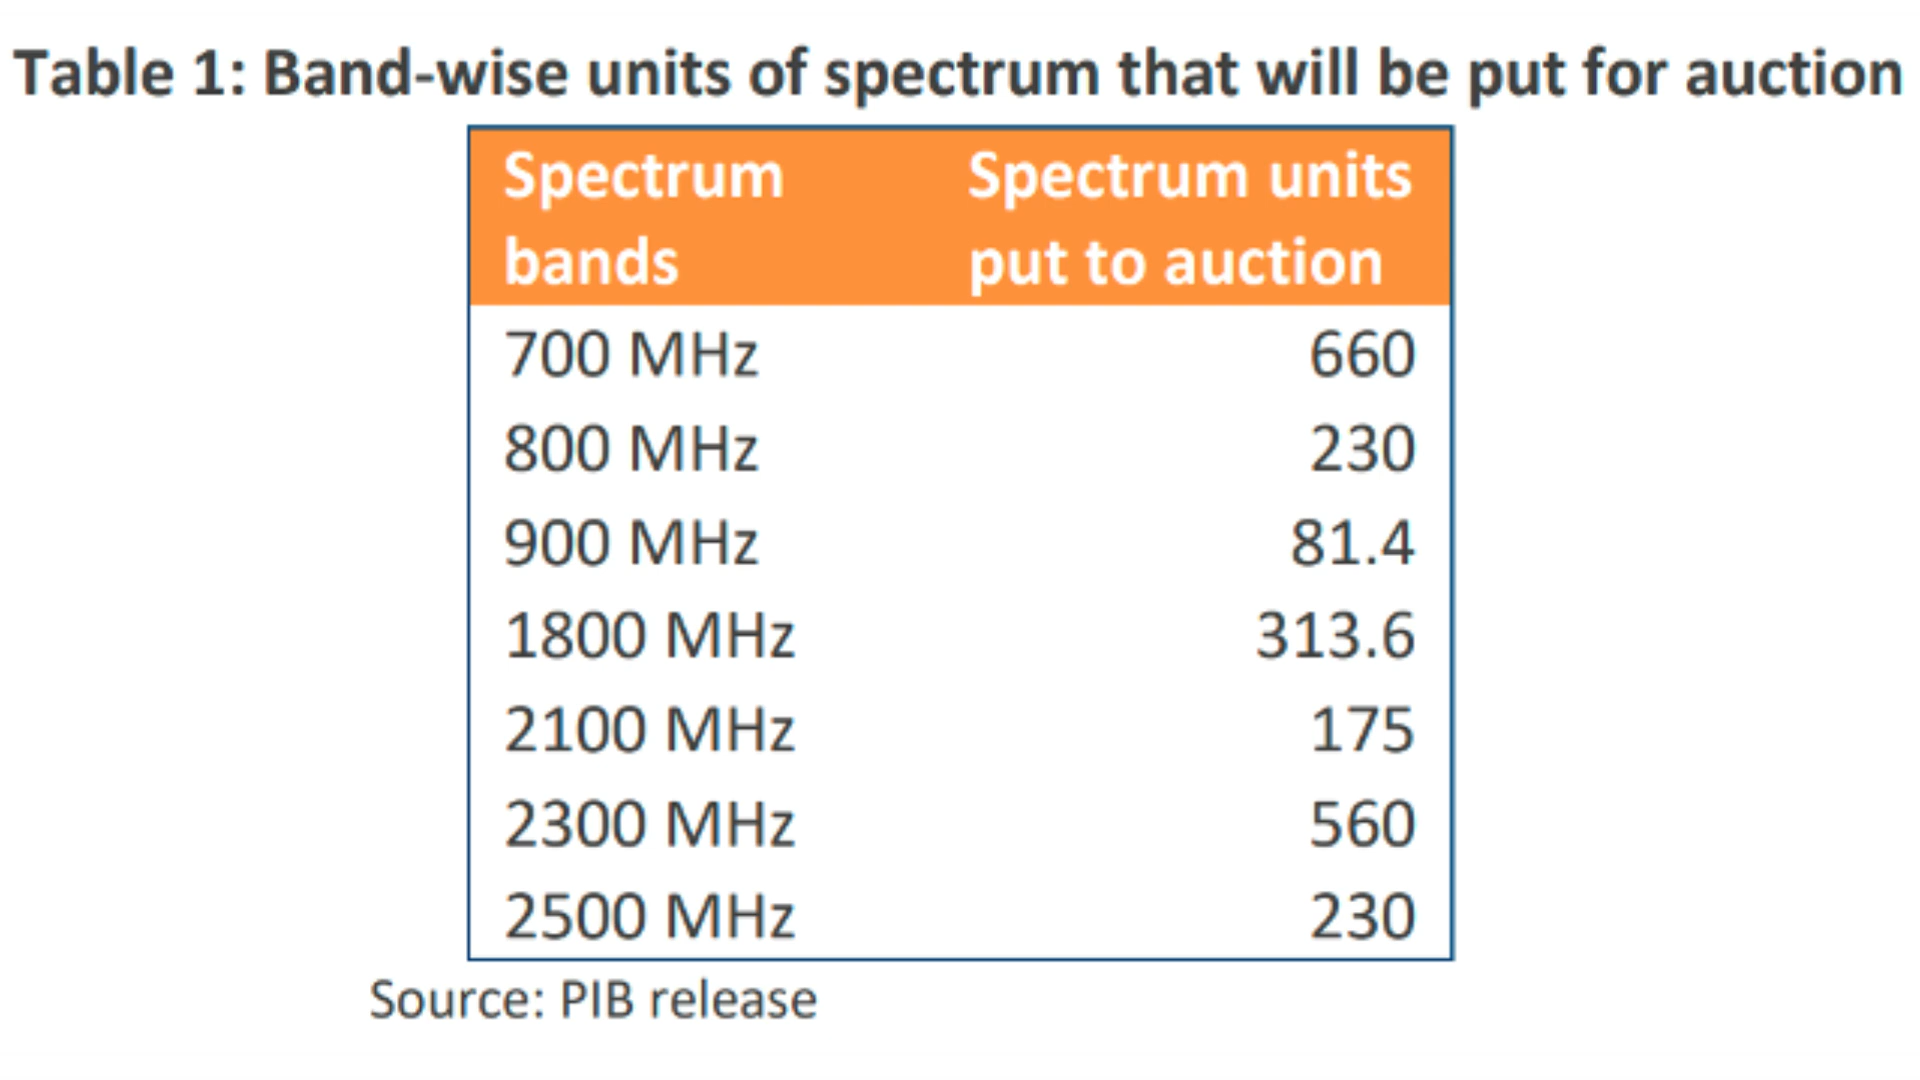 Table 1: Band-wise units of spectrum that will be put for auction
Spectrum bands Spectrum units put to auction
700 MHz 660
800 MHz 230
900 MHz 81.4
1800 MHz 313.6
2100 MHz 175
2300 MHz 560
2500 MHz 230
Source: PIB release